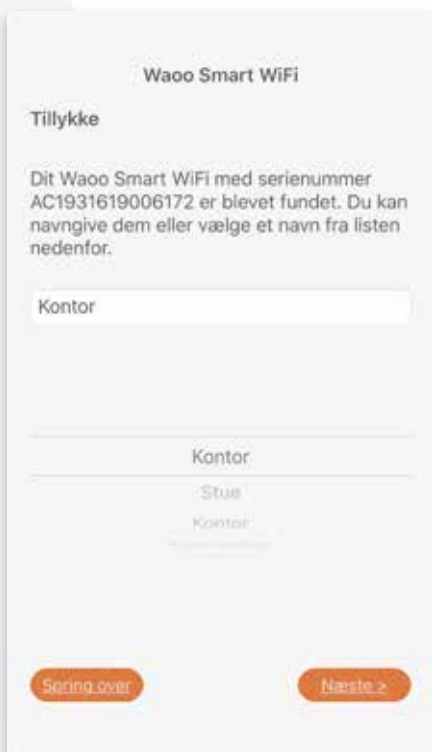 Waoo Smart WiFi
Tillykke
Dit Waoo Smart WiFi med serienummer
AC1931619006172 er blevet fundet. Du kan
navngive dem eller vælge et navn fra listen
nedenfor.
Kontor
Kontor
Stue
Kontor
Spring over
Næste >